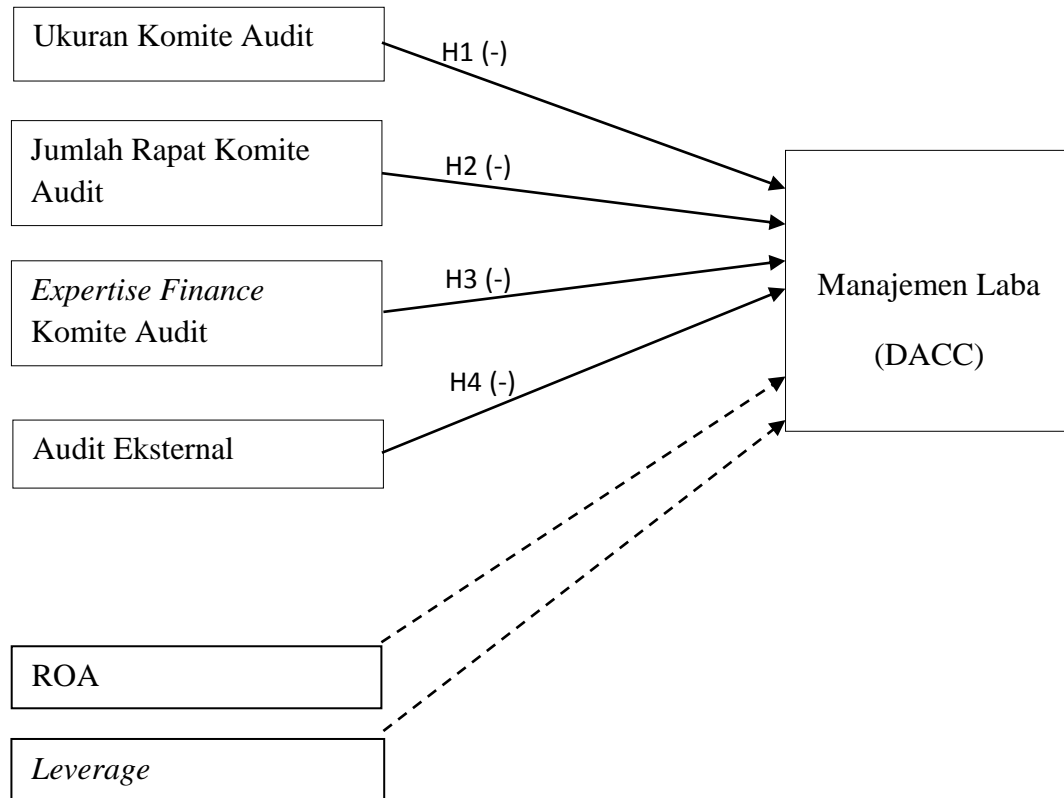 Ukuran Komite Audit
H1 (-)
Jumlah Rapat Komite
Audit
H2 (-)
Expertise Finance
Komite Audit
H3 (-)
Manajemen Laba
(DACC)
H4 (-)
Audit Eksternal
ROA
Leverage